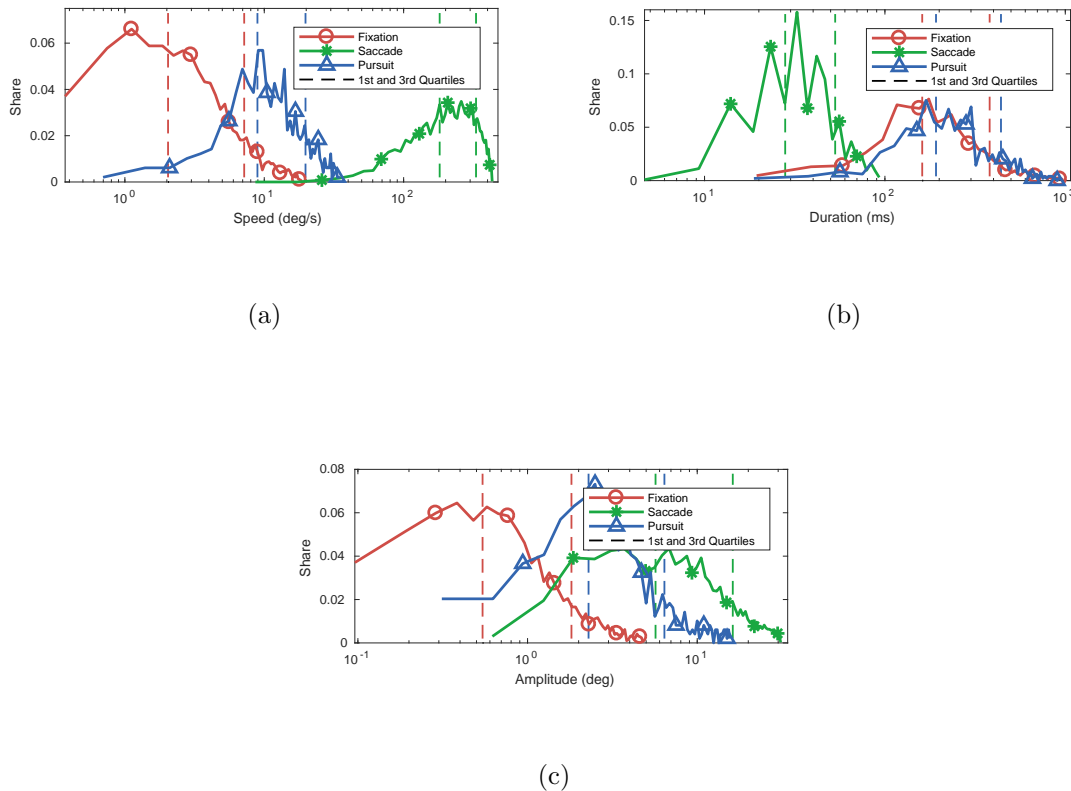 0.06
0.04
0.02
0
Share
10^0
10^1
10^2
Speed (deg/s)
Fixation
Saccade
Pursuit
1st and 3rd Quartiles
(a)
0.15
0.1
0.05
0
Share
10^1
10^2
10^3
Duration (ms)
Fixation
Saccade
Pursuit
1st and 3rd Quartiles
(b)
0.08
0.06
0.04
0.02
0
Share
10^-1
10^0
10^1
Amplitude (deg)
Fixation
Saccade
Pursuit
1st and 3rd Quartiles
(c)